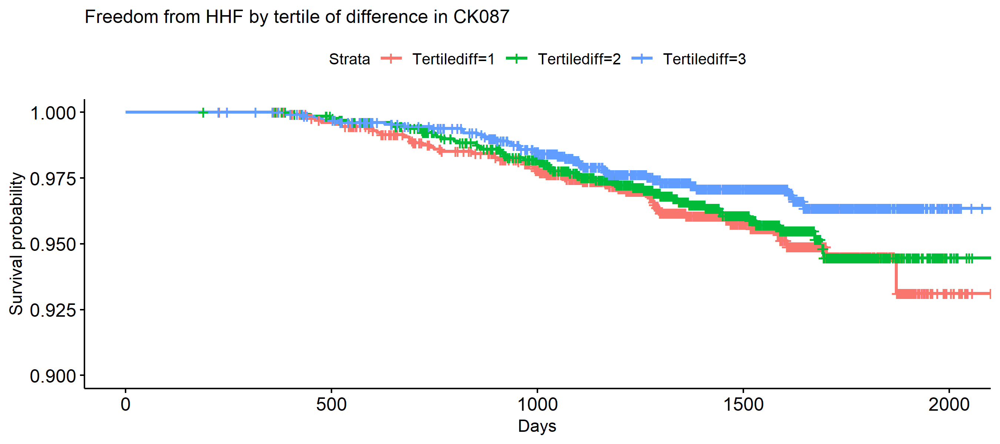 Freedom from HHF by tertile of difference in CK087
Strata Tertilediff=1 Tertilediff=2 Tertilediff=3
Survival probability
1.000
0.975
0.950
0.925
0.900
0 500 1000 1500 2000
Days